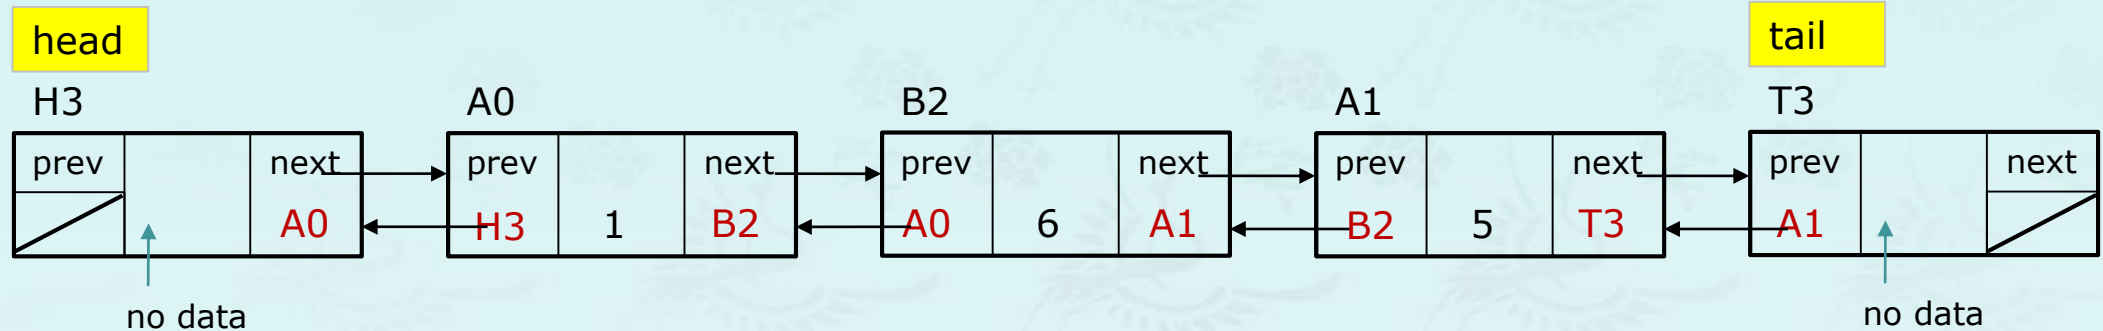 head
tail
H3
A0
B2
A1
T3
prev next prev next prev next prev next prev next
A0 H3 1 B2 A0 6 A1 B2 5 T3 A1
no data
no data